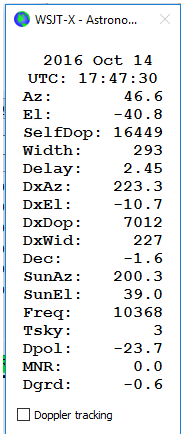 WSJT-X - Astrono...
2016 Oct 14
UTC: 17:47:30
Az: 46.6
El: -40.8
SelfDop: 16449
Width: 293
Delay: 2.45
DxAz: 223.3
DxEl: -10.7
DxDop: 7012
DxWid: 227
Dec: -1.6
SunAz: 200.3
SunEl: 39.0
Freq: 10368
Tsky: 3
Dpol: -23.7
MNR: 0.0
Dgrd: -0.6
Doppler tracking